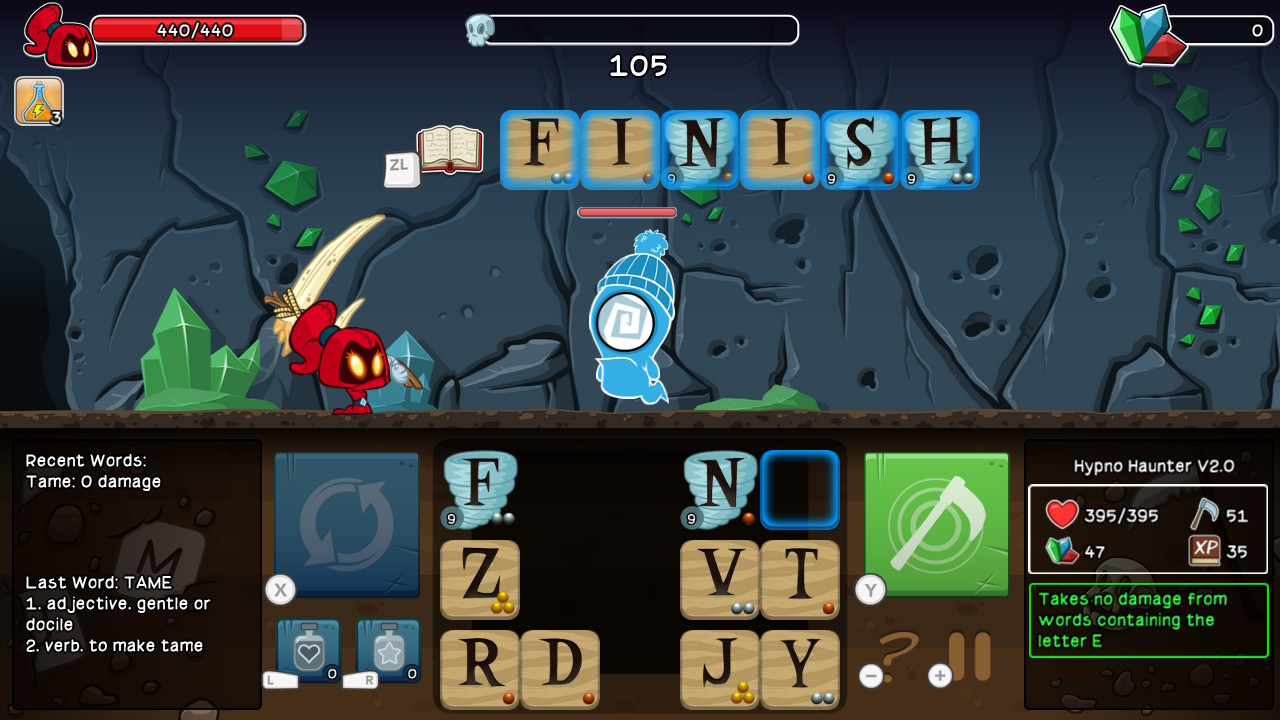 440/440
0
105
3
ZL
F I N I S H
9 9 9
Recent Words:
Tame: 0 damage
M
Last Word: TAME
1. adjective. gentle or
docile
2. verb. to make tame
X
L 0 R 0
F N
9 9
Z V T
R D J Y
Y
?
- +
Hypno Haunter V2.0
395/395 51
47 XP 35
Takes no damage from
words containing the
letter E